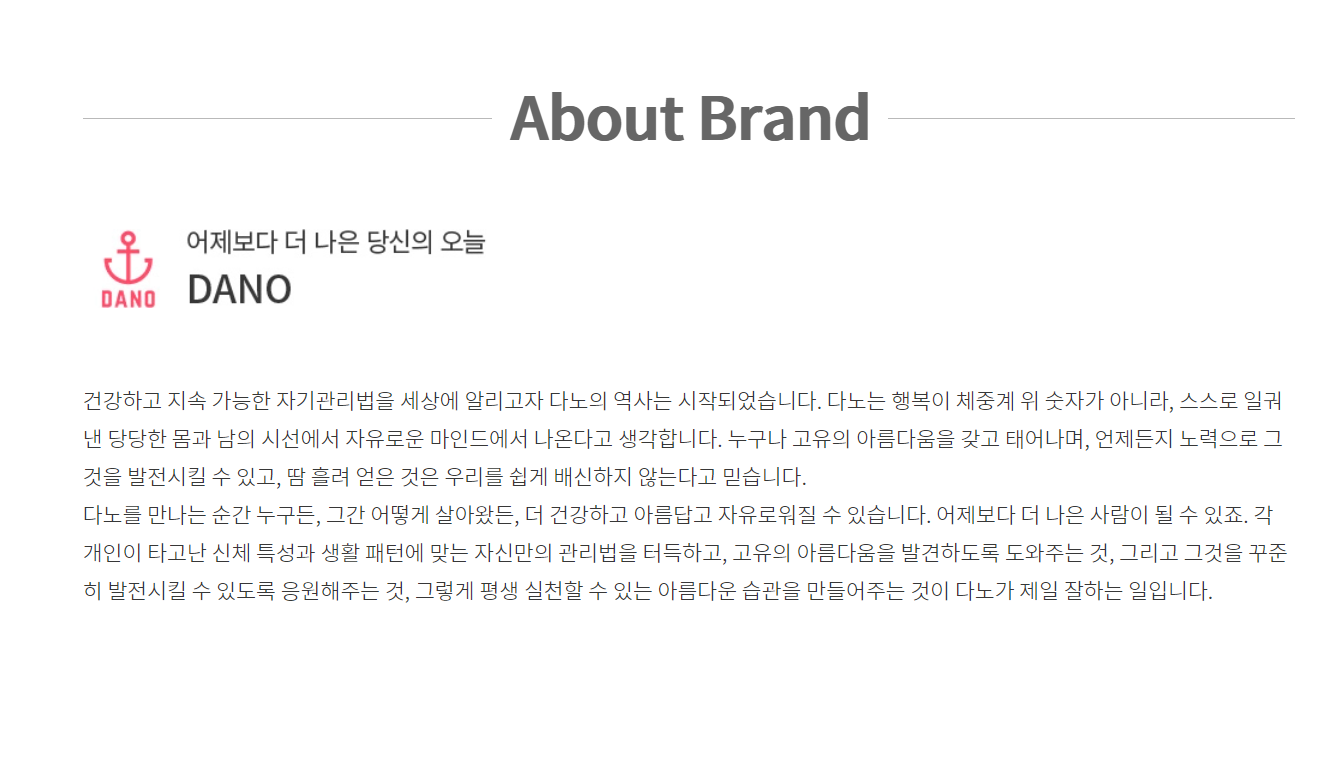 About Brand
어제보다 더 나은 당신의 오늘
DANO
DANO
건강하고 지속 가능한 자기관리법을 세상에 알리고자 다노의 역사는 시작되었습니다. 다노는 행복이 체중계 위 숫자가 아니라, 스스로 일궈
낸 당당한 몸과 남의 시선에서 자유로운 마인드에서 나온다고 생각합니다. 누구나 고유의 아름다움을 갖고 태어나며, 언제든지 노력으로 그
것을 발전시킬 수 있고, 땀 흘려 얻은 것은 우리를 쉽게 배신하지 않는다고 믿습니다.
다노를 만나는 순간 누구든, 그간 어떻게 살아왔든, 더 건강하고 아름답고 자유로워질 수 있습니다. 어제보다 더 나은 사람이 될 수 있죠. 각
개인이 타고난 신체 특성과 생활 패턴에 맞는 자신만의 관리법을 터득하고, 고유의 아름다움을 발견하도록 도와주는 것, 그리고 그것을 꾸준
히 발전시킬 수 있도록 응원해주는 것, 그렇게 평생 실천할 수 있는 아름다운 습관을 만들어주는 것이 다노가 제일 잘하는 일입니다.